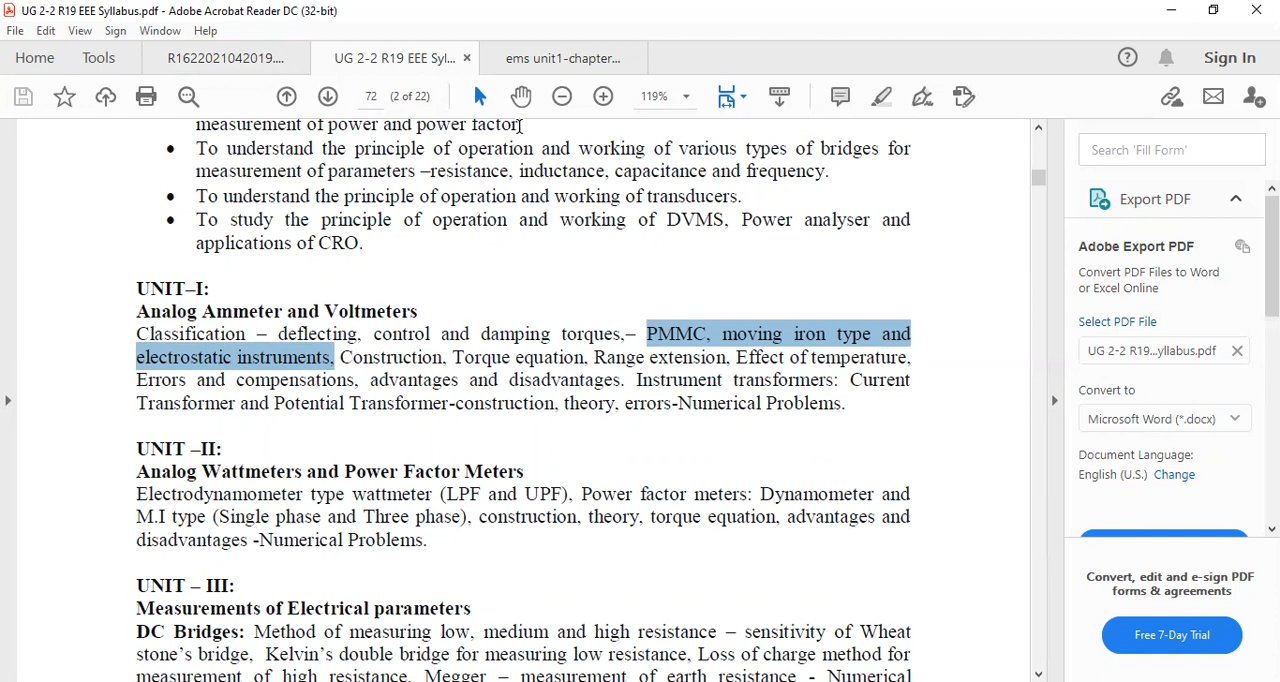 UG 2-2 R19 EEE Syllabus.pdf - Adobe Acrobat Reader DC (32-bit)
File Edit View Sign Window Help
Home Tools R1622021042019.... UG 2-2 R19 EEE Syl... × ems unit1-chapter... Sign In
72 (2 of 22) 119%
measurement of power and power factor
• To understand the principle of operation and working of various types of bridges for
measurement of parameters –resistance, inductance, capacitance and frequency.
• To understand the principle of operation and working of transducers.
• To study the principle of operation and working of DVMS, Power analyser and
applications of CRO.
UNIT–I:
Analog Ammeter and Voltmeters
Classification – deflecting, control and damping torques,– PMMC, moving iron type and
electrostatic instruments, Construction, Torque equation, Range extension, Effect of temperature,
Errors and compensations, advantages and disadvantages. Instrument transformers: Current
Transformer and Potential Transformer-construction, theory, errors-Numerical Problems.
UNIT –II:
Analog Wattmeters and Power Factor Meters
Electrodynamometer type wattmeter (LPF and UPF), Power factor meters: Dynamometer and
M.I type (Single phase and Three phase), construction, theory, torque equation, advantages and
disadvantages -Numerical Problems.
UNIT – III:
Measurements of Electrical parameters
DC Bridges: Method of measuring low, medium and high resistance – sensitivity of Wheat
stone's bridge, Kelvin's double bridge for measuring low resistance, Loss of charge method for
measurement of high resistance, Megger – measurement of earth resistance - Numerical
Search 'Fill Form'
Export PDF
Adobe Export PDF
Convert PDF Files to Word
or Excel Online
Select PDF File
UG 2-2 R19...yllabus.pdf ×
Convert to
Microsoft Word (*.docx)
Document Language:
English (U.S.) Change
Convert, edit and e-sign PDF
forms & agreements
Free 7-Day Trial